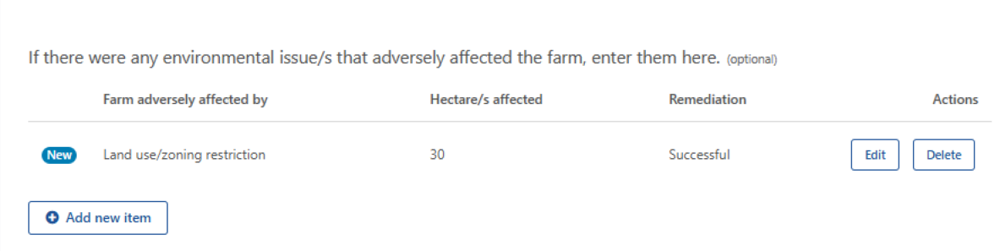 If there were any environmental issue/s that adversely affected the farm, enter them here. (optional)
Farm adversely affected by Hectare/s affected Remediation Actions
New Land use/zoning restriction 30 Successful Edit Delete
Add new item